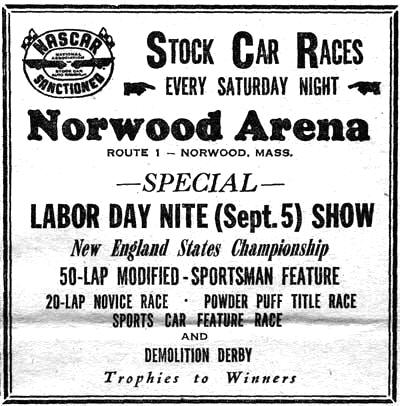 NASCAR
NATIONAL
ASSOCIATION
STOCK CAR
AUTO RACING
SANCTIONED
STOCK CAR RACES
EVERY SATURDAY NIGHT
Norwood Arena
ROUTE 1 – NORWOOD, MASS.
—SPECIAL—
LABOR DAY NITE (Sept. 5) SHOW
New England States Championship
50-LAP MODIFIED - SPORTSMAN FEATURE
20-LAP NOVICE RACE · POWDER PUFF TITLE RACE
SPORTS CAR FEATURE RACE
AND
DEMOLITION DERBY
Trophies to Winners